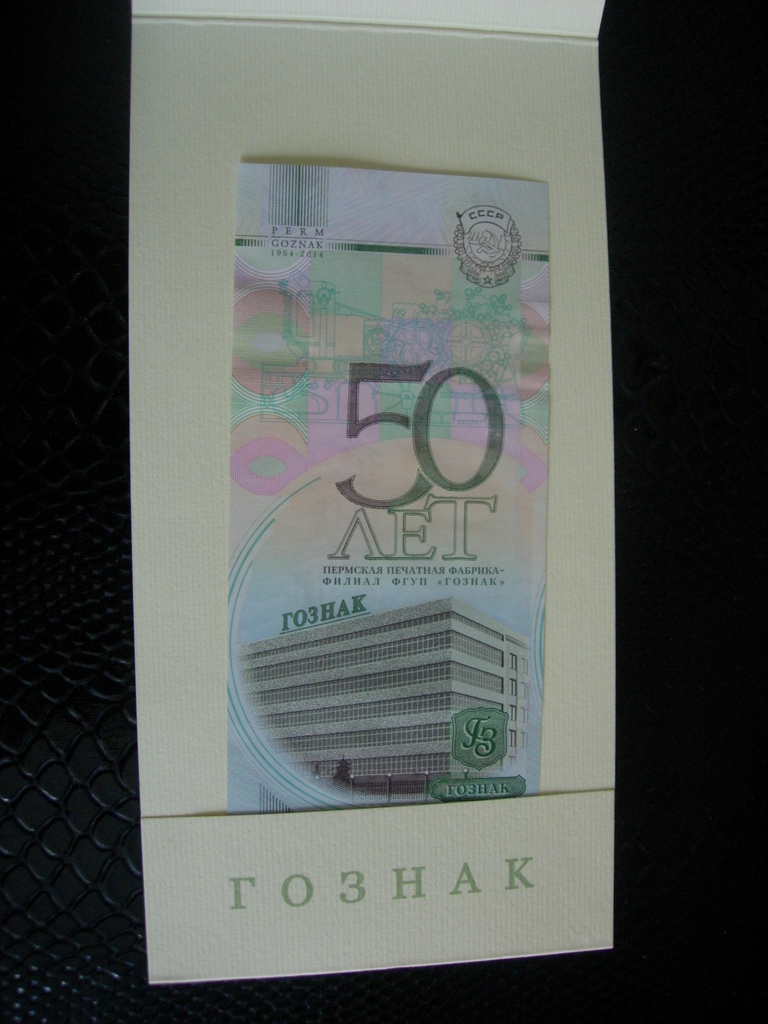 PERM
GOZNAK
1964-2014
СССР
50
ЛЕТ
ПЕРМСКАЯ ПЕЧАТНАЯ ФАБРИКА-
ФИЛИАЛ ФГУП «ГОЗНАК»
ГОЗНАК
ГЗ
ГОЗНАК
ГОЗНАК